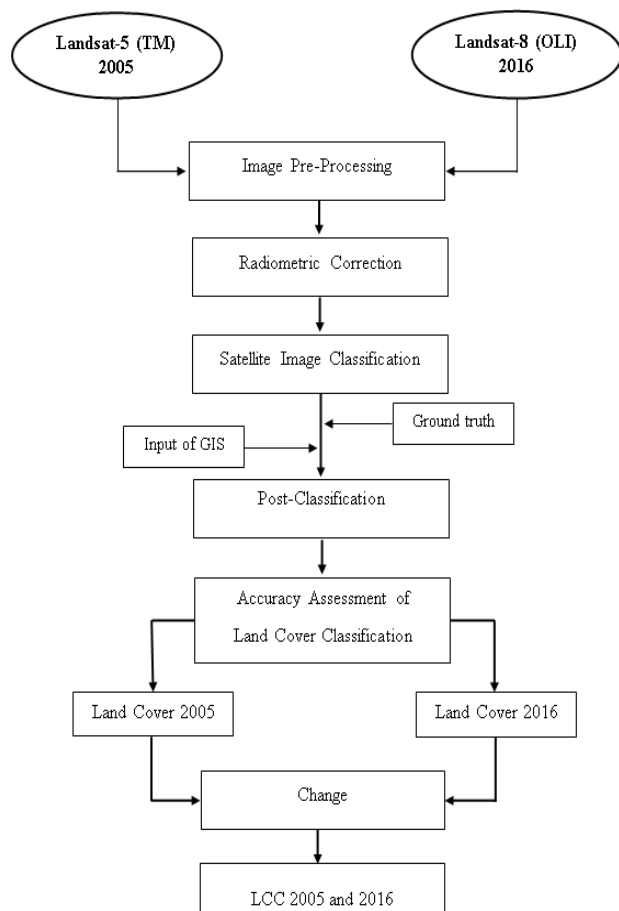 Landsat-5 (TM)
2005
Landsat-8 (OLI)
2016
Image Pre-Processing
Radiometric Correction
Satellite Image Classification
Ground truth
Input of GIS
Post-Classification
Accuracy Assessment of
Land Cover Classification
Land Cover 2005
Land Cover 2016
Change
LCC 2005 and 2016